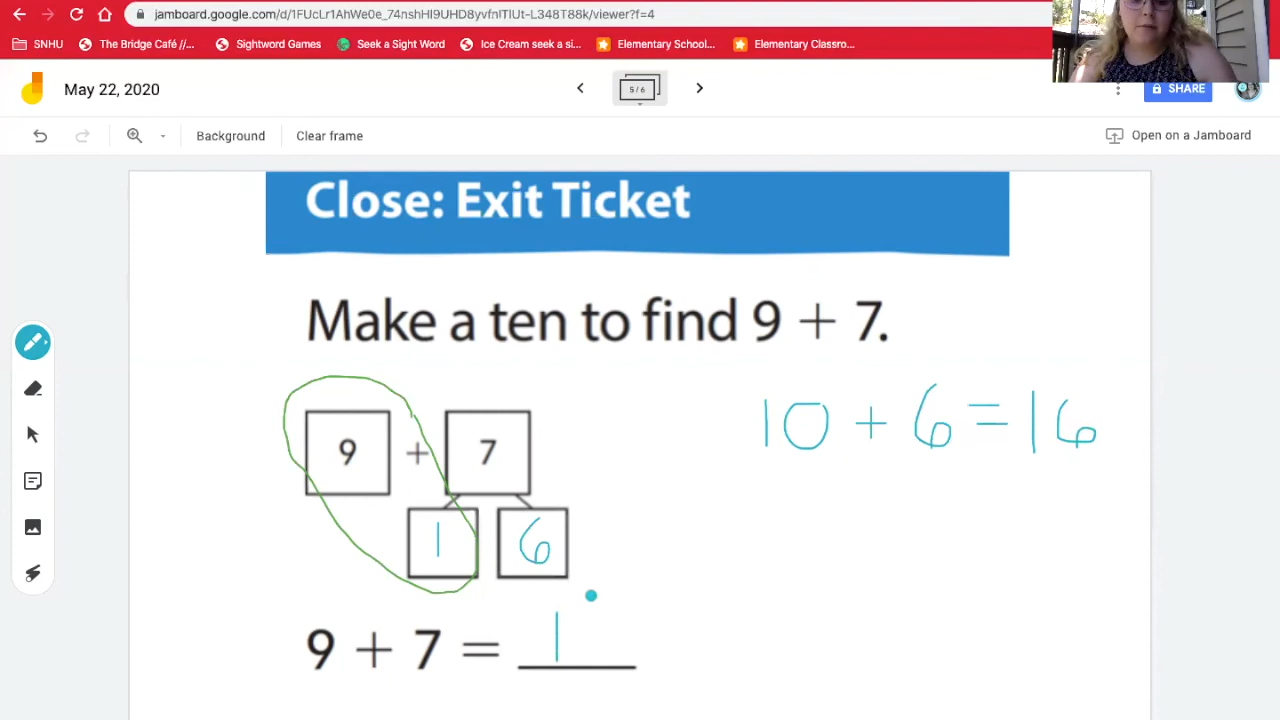 jamboard.google.com/d/1FUcLr1AhWe0e_74nshHI9UHD8yvfnITlUt-L348T88k/viewer?f=4
SNHU The Bridge Café //... Sightword Games Seek a Sight Word Ice Cream seek a si... Elementary School... Elementary Classro...
May 22, 2020 5 / 6 SHARE
Background Clear frame Open on a Jamboard
Close: Exit Ticket
Make a ten to find 9 + 7.
10 + 6 = 16
9 + 7
1 6
9 + 7 = 1